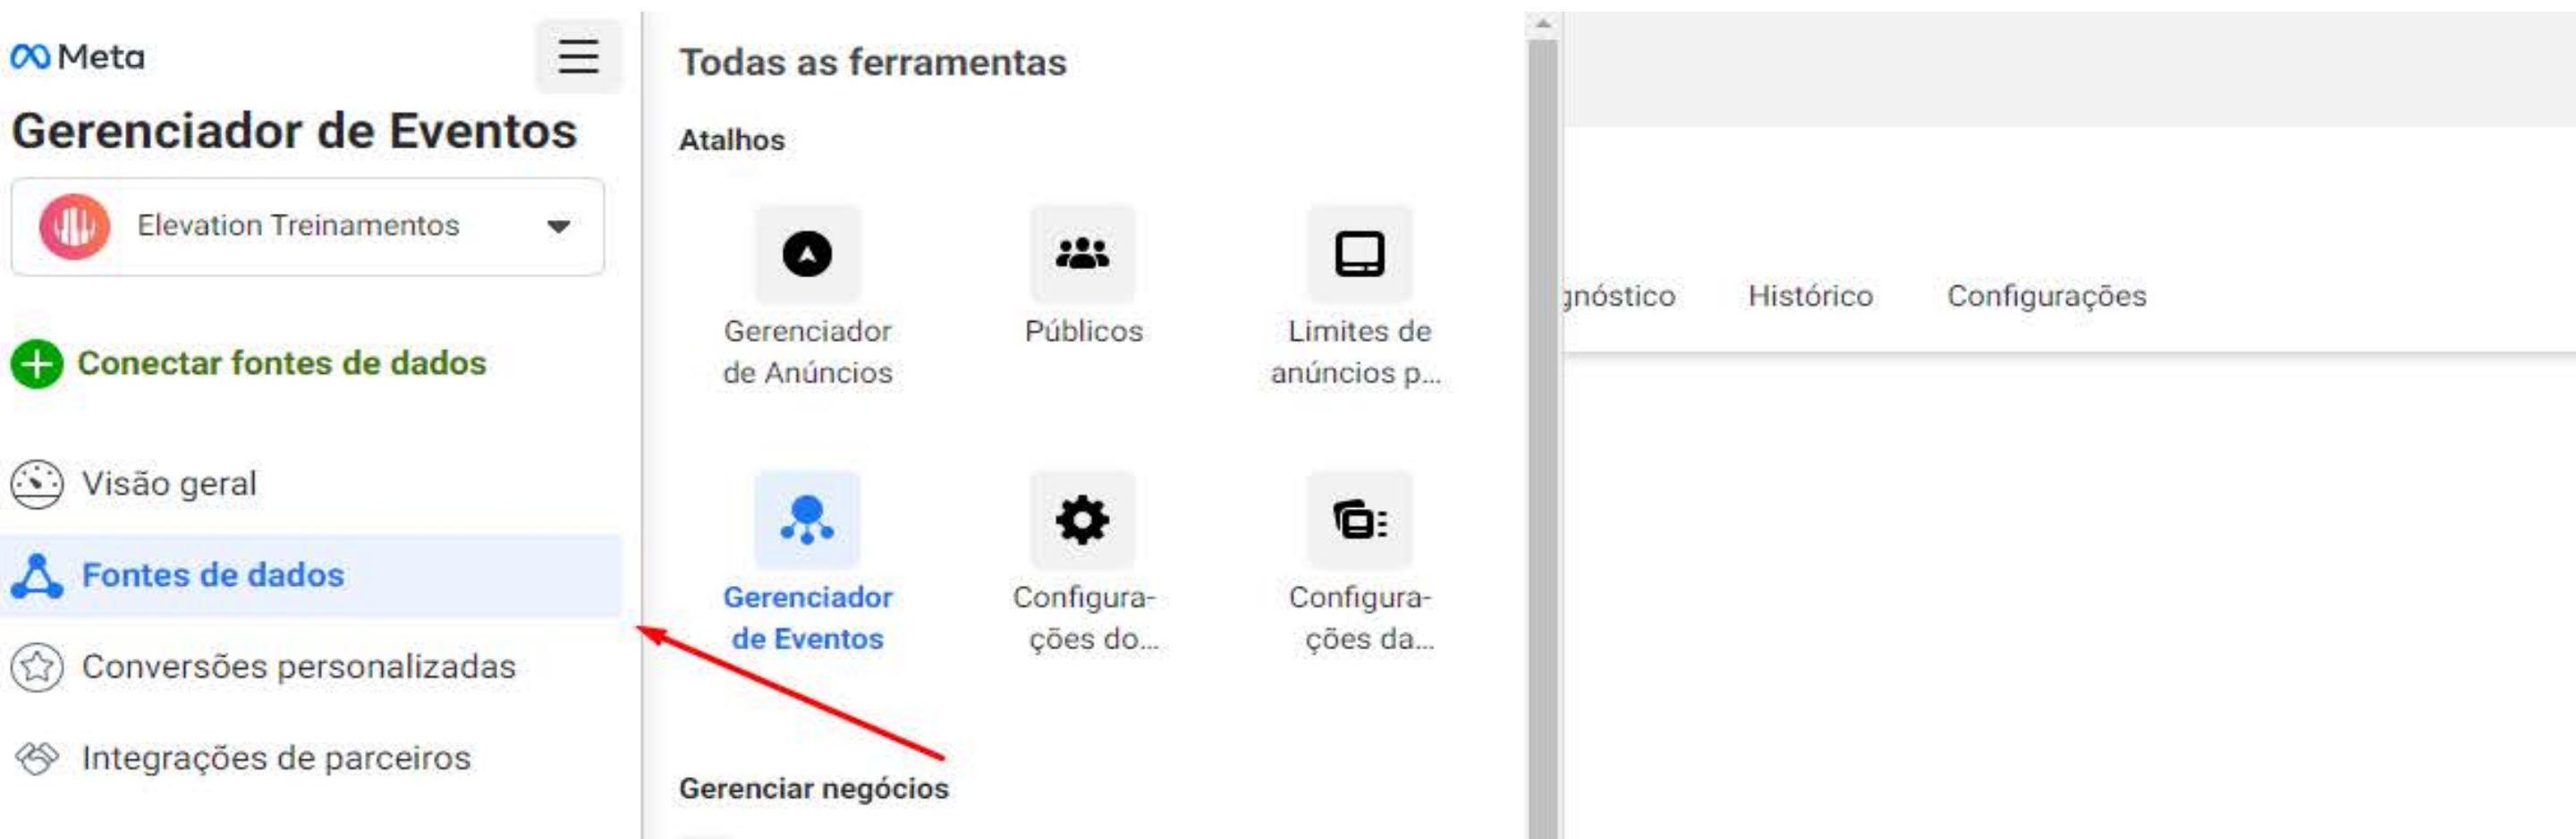 Meta
Gerenciador de Eventos
Elevation Treinamentos
Conectar fontes de dados
Visão geral
Fontes de dados
Conversões personalizadas
Integrações de parceiros
Todas as ferramentas
Atalhos
Gerenciador
de Anúncios
Públicos
Limites de
anúncios p...
Gerenciador
de Eventos
Configura-
ções do...
Configura-
ções da...
Gerenciar negócios
gnóstico
Histórico
Configurações